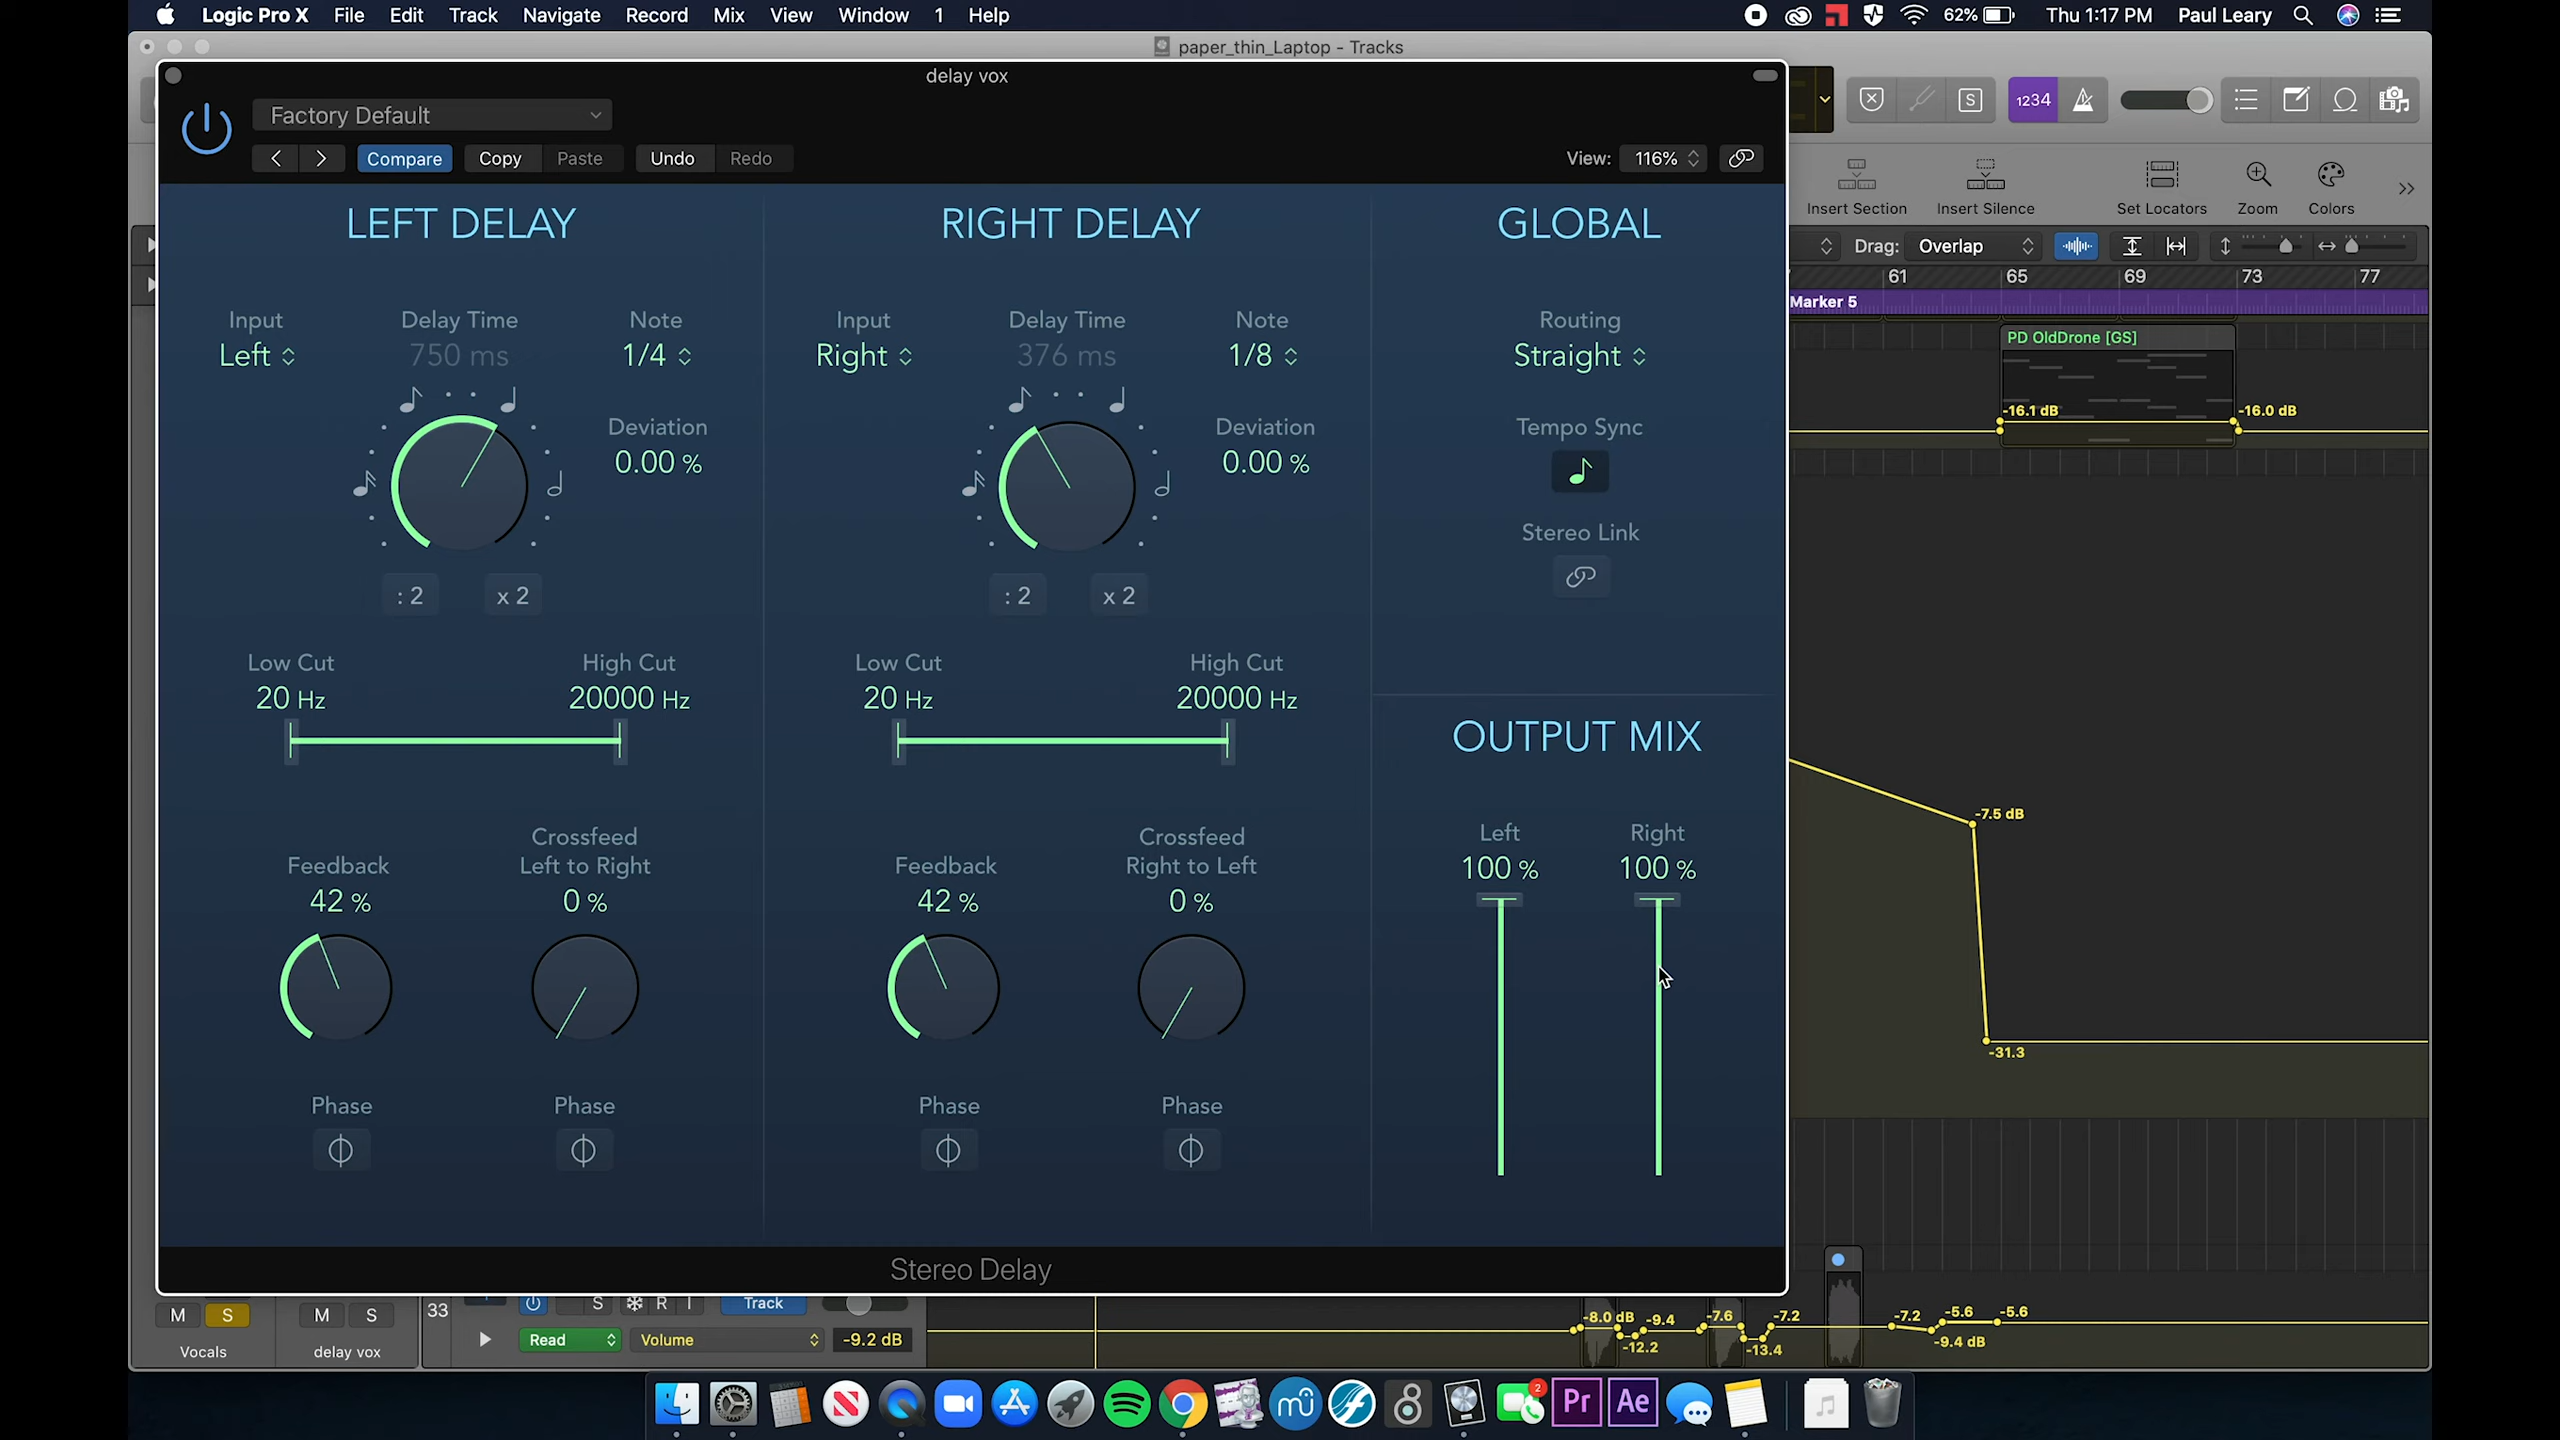 Logic Pro X File Edit Track Navigate Record Mix View Window 1 Help
62% Thu 1:17 PM Paul Leary
paper_thin_Laptop - Tracks
delay vox
Factory Default
Compare Copy Paste Undo Redo
View: 116%
S 1234
Insert Section Insert Silence Set Locators Zoom Colors
Drag: Overlap
61 65 69 73 77
Marker 5
PD OldDrone [GS]
-16.1 dB -16.0 dB
-7.5 dB
-31.3
LEFT DELAY
Input Delay Time Note
Left 750 ms 1/4
Deviation
0.00 %
: 2 x 2
Low Cut High Cut
20 Hz 20000 Hz
Crossfeed
Feedback Left to Right
42 % 0 %
Phase Phase
RIGHT DELAY
Input Delay Time Note
Right 376 ms 1/8
Deviation
0.00 %
: 2 x 2
Low Cut High Cut
20 Hz 20000 Hz
Crossfeed
Feedback Right to Left
42 % 0 %
Phase Phase
GLOBAL
Routing
Straight
Tempo Sync
Stereo Link
OUTPUT MIX
Left Right
100 % 100 %
Stereo Delay
M S M S 33 S R I Track
Read Volume -9.2 dB
Vocals delay vox
-8.0 dB -9.4 -7.6 -7.2 -7.2 -5.6 -5.6
-12.2 -13.4 -9.4 dB
2
Pr Ae